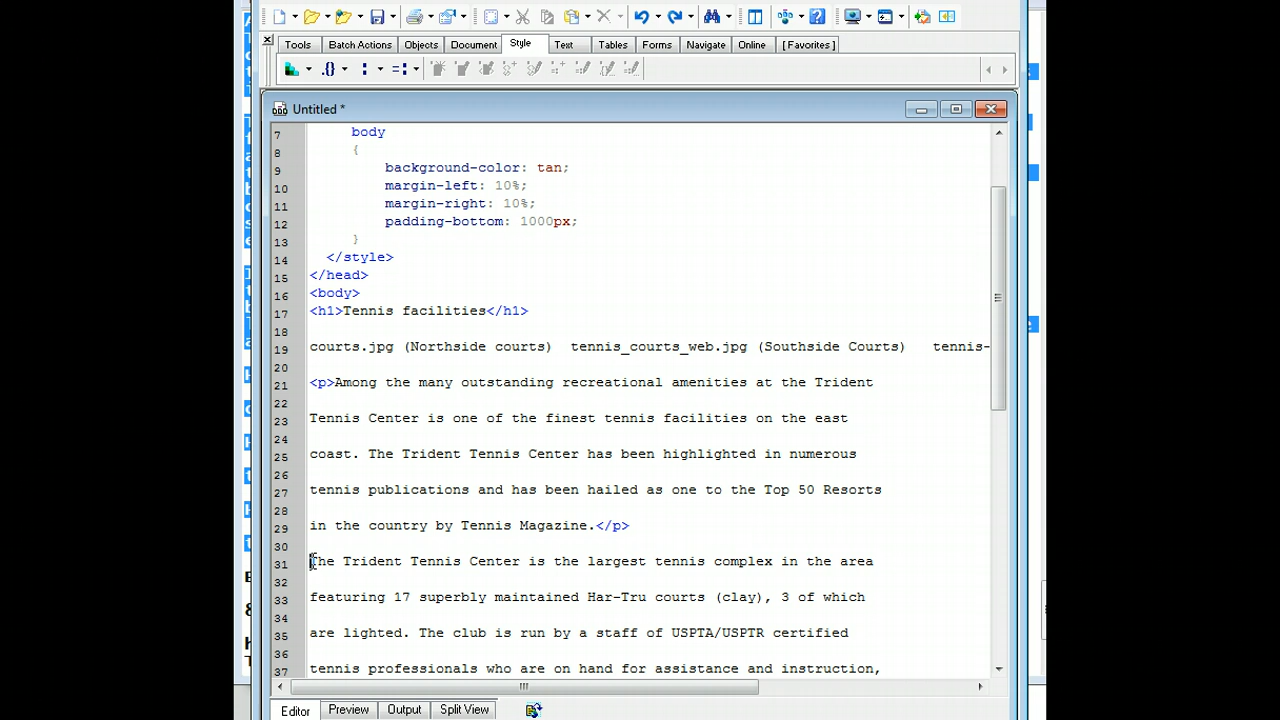 Tools Batch Actions Objects Document Style Text Tables Forms Navigate Online [ Favorites ]
Untitled *
7 body
8 {
9 background-color: tan;
10 margin-left: 10%;
11 margin-right: 10%;
12 padding-bottom: 1000px;
13 }
14 </style>
15 </head>
16 <body>
17 <h1>Tennis facilities</h1>
18
19 courts.jpg (Northside courts) tennis_courts_web.jpg (Southside Courts) tennis-
20
21 <p>Among the many outstanding recreational amenities at the Trident
22
23 Tennis Center is one of the finest tennis facilities on the east
24
25 coast. The Trident Tennis Center has been highlighted in numerous
26
27 tennis publications and has been hailed as one to the Top 50 Resorts
28
29 in the country by Tennis Magazine.</p>
30
31 The Trident Tennis Center is the largest tennis complex in the area
32
33 featuring 17 superbly maintained Har-Tru courts (clay), 3 of which
34
35 are lighted. The club is run by a staff of USPTA/USPTR certified
36
37 tennis professionals who are on hand for assistance and instruction,
Editor Preview Output Split View